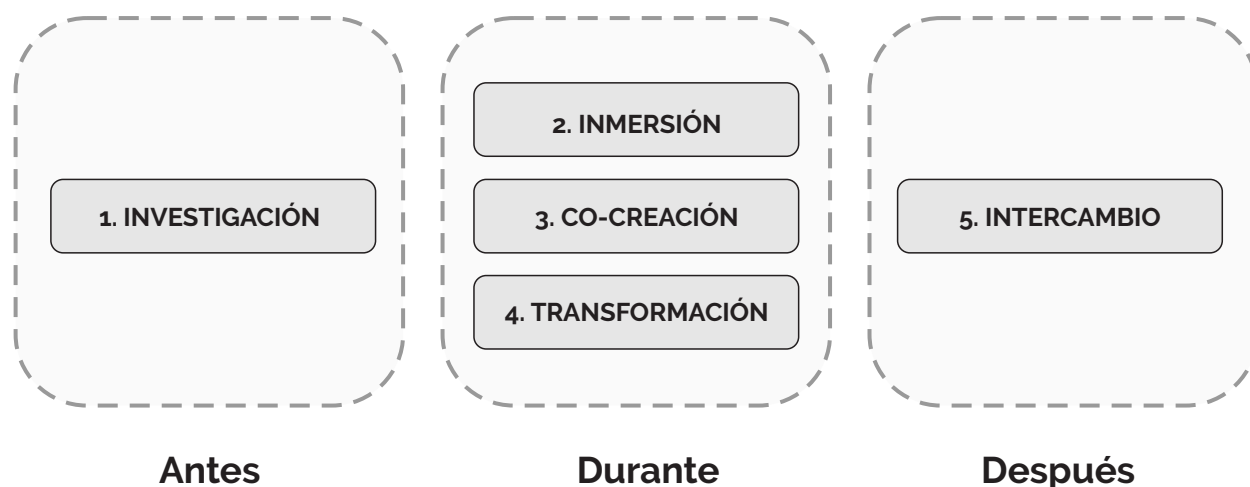 1. INVESTIGACIÓN
2. INMERSIÓN
3. CO-CREACIÓN
4. TRANSFORMACIÓN
5. INTERCAMBIO
Antes
Durante
Después